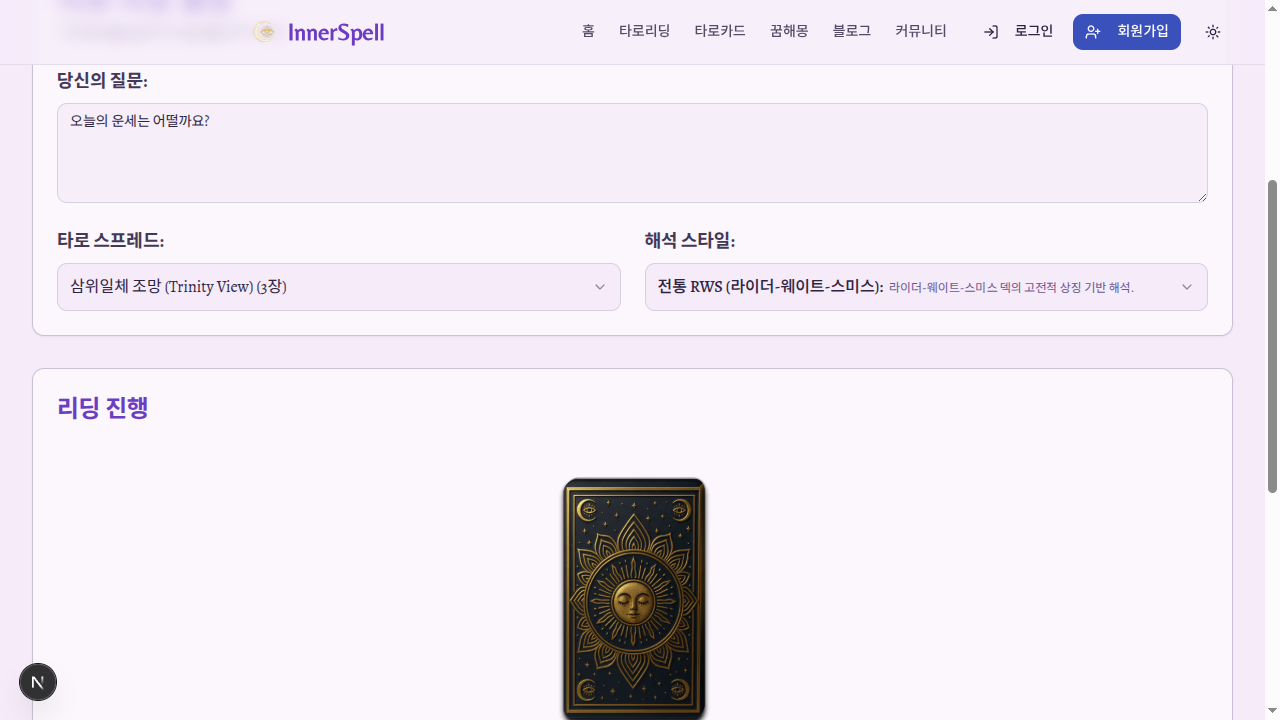 InnerSpell
홈 타로리딩 타로카드 꿈해몽 블로그 커뮤니티 로그인 회원가입
당신의 질문:
오늘의 운세는 어떨까요?
타로 스프레드: 해석 스타일:
삼위일체 조망 (Trinity View) (3장) 전통 RWS (라이더-웨이트-스미스): 라이더-웨이트-스미스 덱의 고전적 상징 기반 해석.
리딩 진행
N